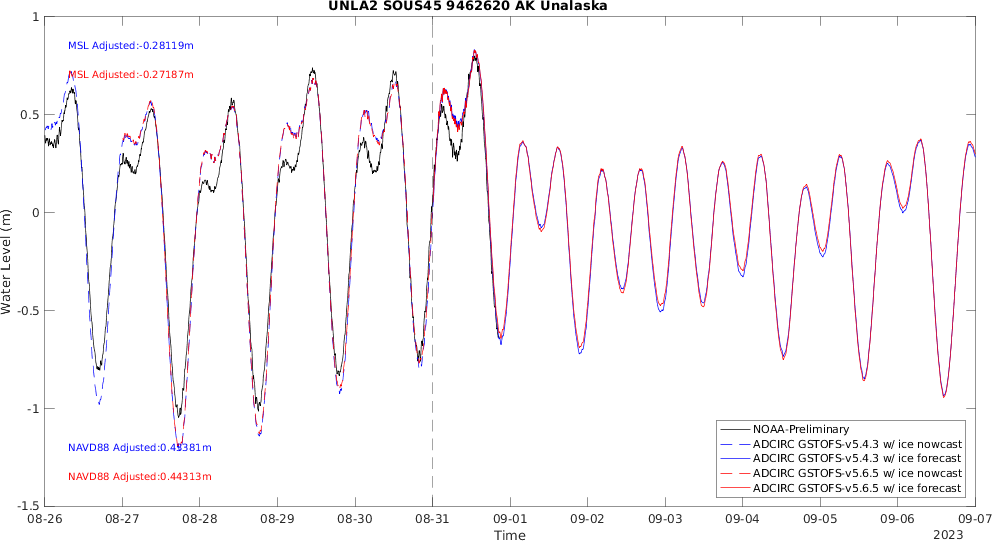 UNLA2 SOUS45 9462620 AK Unalaska
1
0.5
0
-0.5
-1
-1.5
Water Level (m)
MSL Adjusted:-0.28119m
MSL Adjusted:-0.27187m
NAVD88 Adjusted:0.45381m
NAVD88 Adjusted:0.44313m
NOAA-Preliminary
ADCIRC GSTOFS-v5.4.3 w/ ice nowcast
ADCIRC GSTOFS-v5.4.3 w/ ice forecast
ADCIRC GSTOFS-v5.6.5 w/ ice nowcast
ADCIRC GSTOFS-v5.6.5 w/ ice forecast
08-26 08-27 08-28 08-29 08-30 08-31 09-01 09-02 09-03 09-04 09-05 09-06 09-07
Time
2023